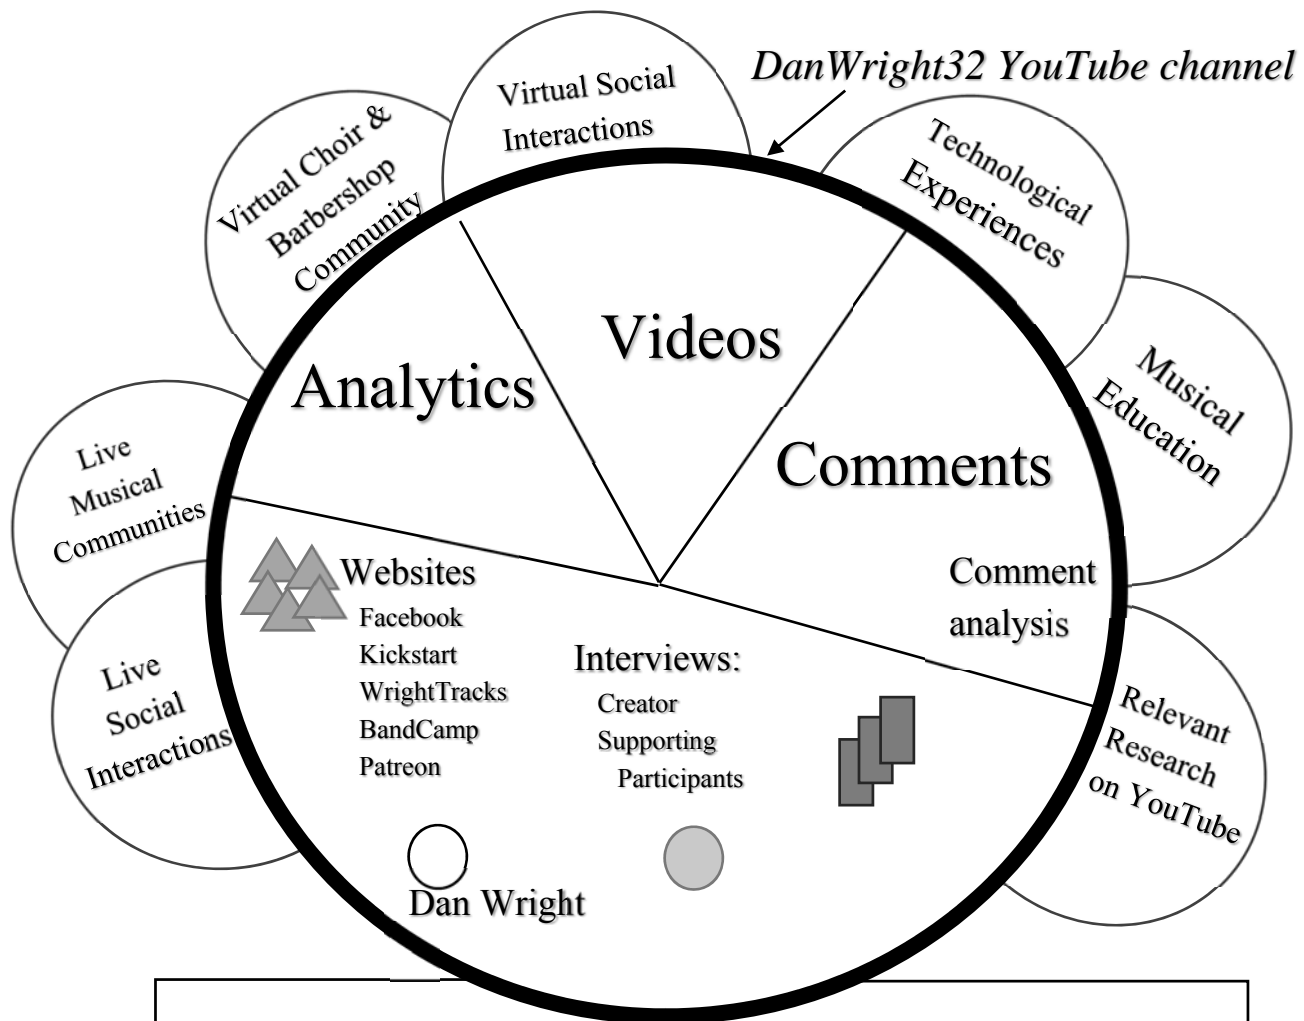 DanWright32 YouTube channel
Virtual Social
Interactions
Virtual Choir &
Barbershop
Community
Technological
Experiences
Musical
Education
Live
Musical
Communities
Live
Social
Interactions
Relevant
Research
on YouTube
Analytics
Videos
Comments
Comment
analysis
Websites
Facebook
Kickstart
WrightTracks
BandCamp
Patreon
Interviews:
Creator
Supporting
Participants
Dan Wright